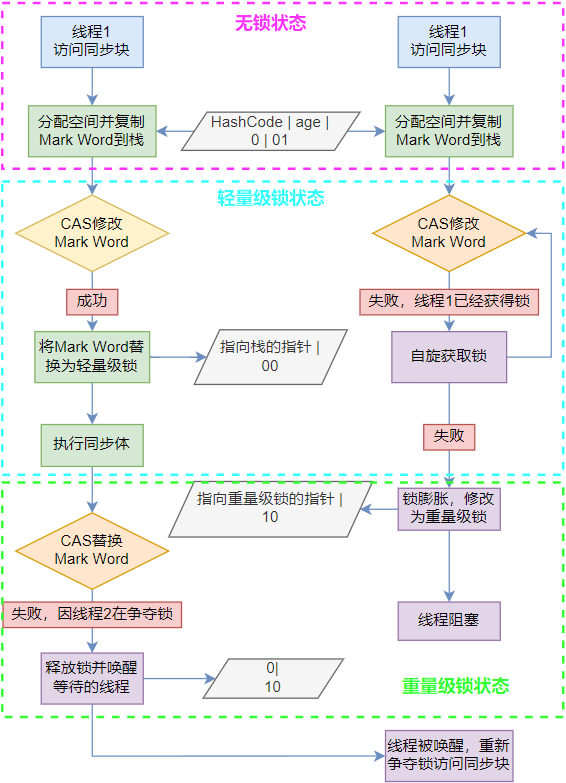 无锁状态
线程1
访问同步块
线程1
访问同步块
分配空间并复制
Mark Word到栈
HashCode | age |
0 | 01
分配空间并复制
Mark Word到栈
轻量级锁状态
CAS修改
Mark Word
CAS修改
Mark Word
成功
失败，线程1已经获得锁
将Mark Word替
换为轻量级锁
指向栈的指针 |
00
自旋获取锁
执行同步体
失败
指向重量级锁的指针 |
10
锁膨胀，修改
为重量级锁
CAS替换
Mark Word
失败，因线程2在争夺锁
线程阻塞
释放锁并唤醒
等待的线程
0|
10
重量级锁状态
线程被唤醒，重新
争夺锁访问同步块